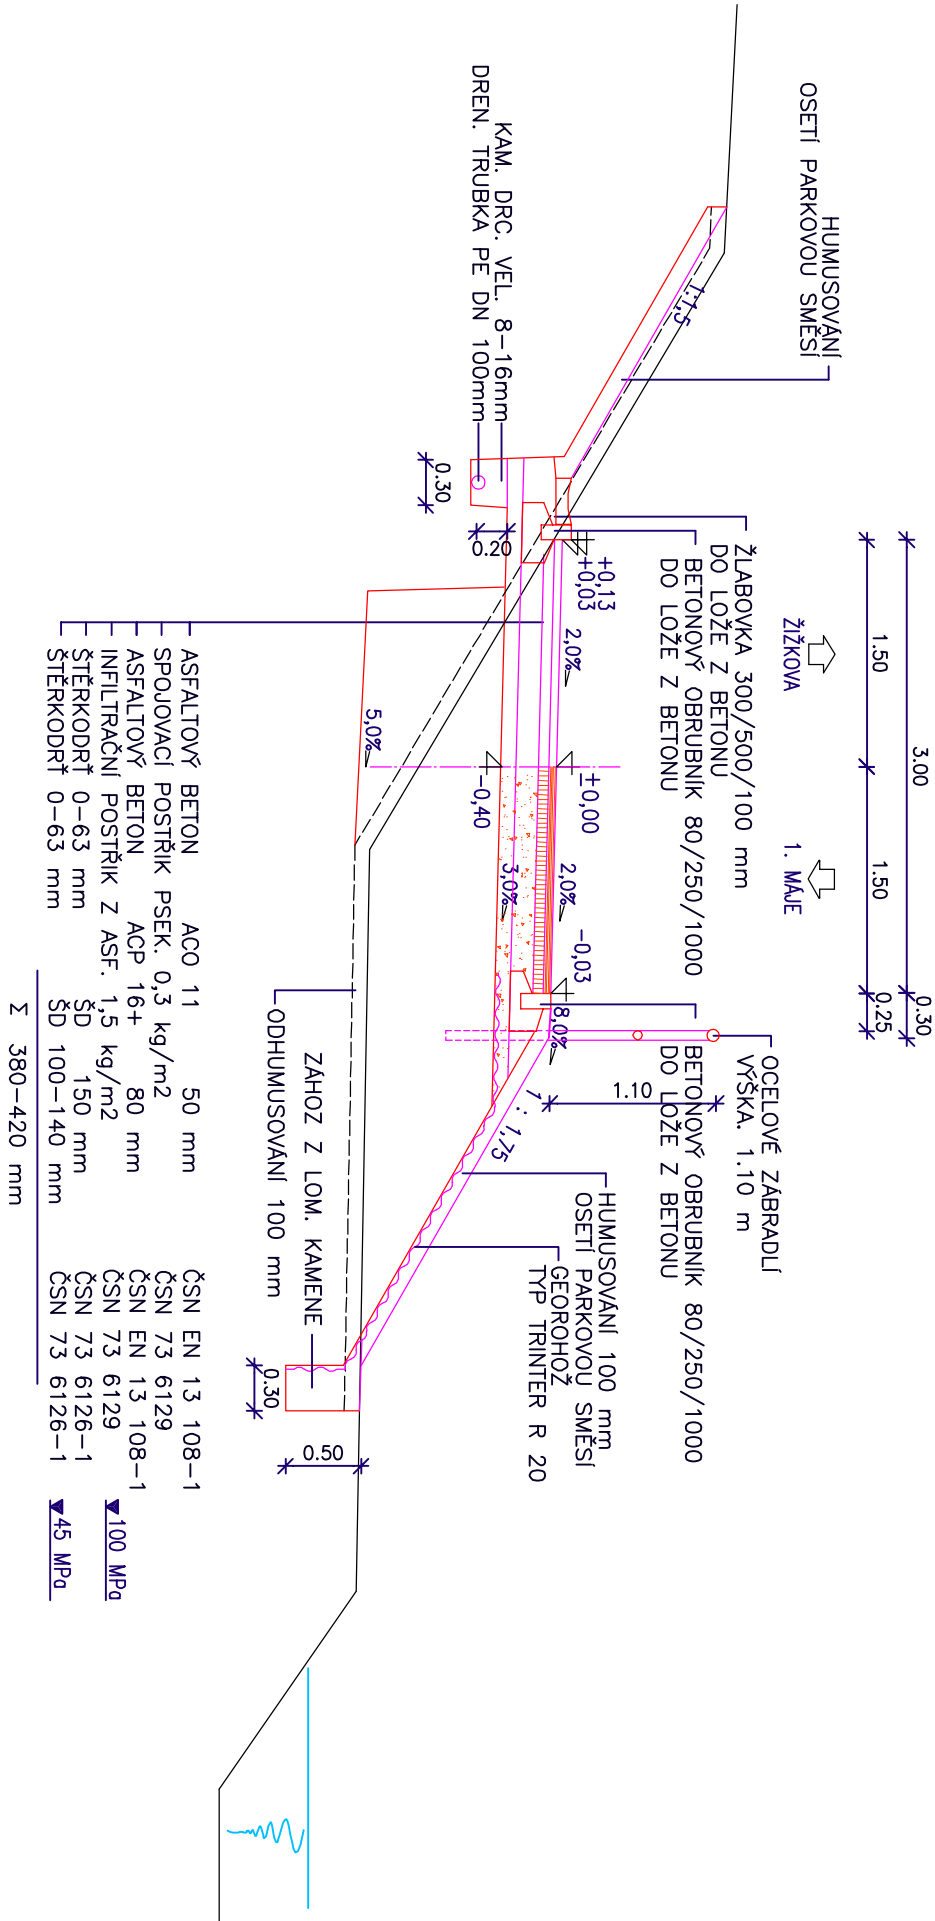 HUMUSOVÁNÍ
OSETÍ PARKOVOU SMĚSÍ
1:1,5
KAM. DRC. VEL. 8-16mm
DREN. TRUBKA PE DN 100mm
0.30
0.20
3.00
0.30
1.50
1.50
0.25
ŽIŽKOVA
1. MÁJE
ŽLABOVKA 300/500/100 mm
DO LOŽE Z BETONU
BETONOVÝ OBRUBNÍK 80/250/1000
DO LOŽE Z BETONU
+0,13
+0,03
2,0%
±0,00
2,0%
-0,03
8,0%
-0,40
3,0%
5,0%
OCELOVÉ ZÁBRADLÍ
VÝŠKA. 1.10 m
BETONOVÝ OBRUBNÍK 80/250/1000
DO LOŽE Z BETONU
1.10
1 : 1,75
HUMUSOVÁNÍ 100 mm
OSETÍ PARKOVOU SMĚSÍ
GEOROHOŽ
TYP TRINTER R 20
ZÁHOZ Z LOM. KAMENE
ODHUMUSOVÁNÍ 100 mm
0.30
0.50
ASFALTOVÝ BETON ACO 11 50 mm ČSN EN 13 108-1
SPOJOVACÍ POSTŘIK PSEK. 0,3 kg/m2 ČSN 73 6129
ASFALTOVÝ BETON ACP 16+ 80 mm ČSN EN 13 108-1
INFILTRAČNÍ POSTŘIK Z ASF. 1,5 kg/m2 ČSN 73 6129 100 MPa
ŠTĚRKODRŤ 0-63 mm ŠD 150 mm ČSN 73 6126-1
ŠTĚRKODRŤ 0-63 mm ŠD 100-140 mm ČSN 73 6126-1 45 MPa
Σ 380-420 mm